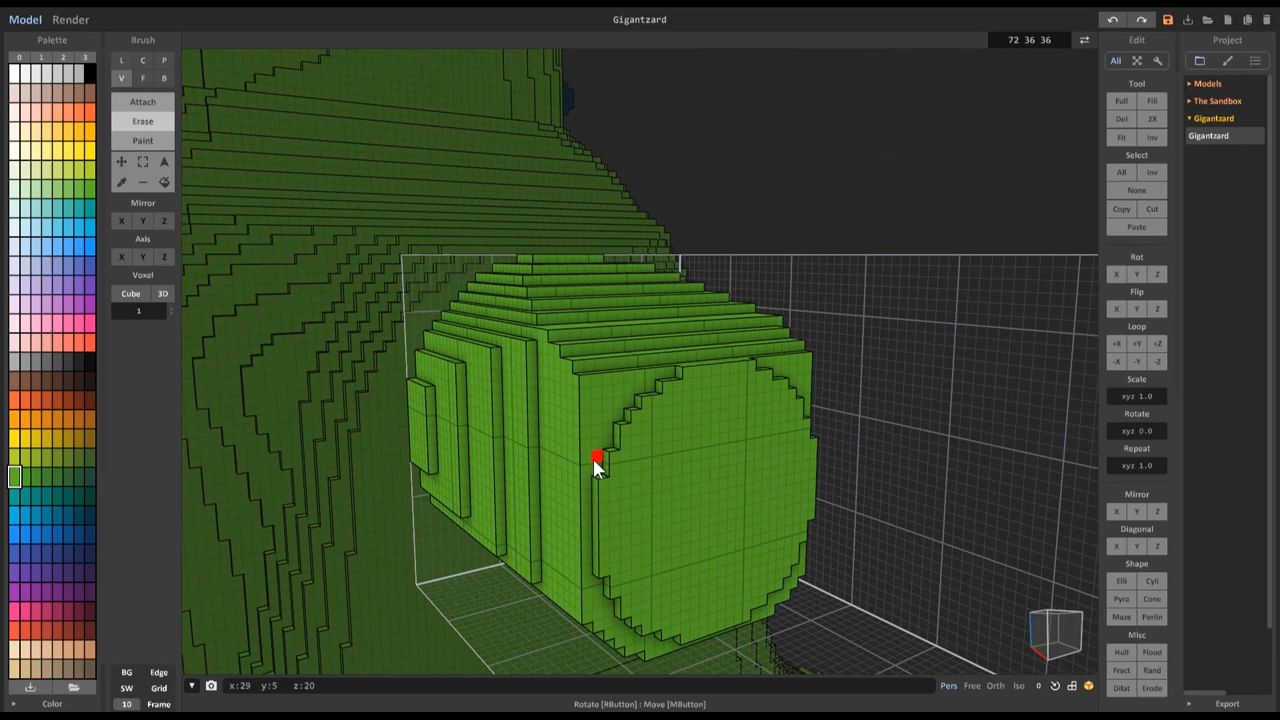 Model Render
Gigantzard
Palette
0 1 2 3
Color
Brush
L C P
V F B
Attach
Erase
Paint
Mirror
X Y Z
Axis
X Y Z
Voxel
Cube 3D
1
BG Edge
SW Grid
10 Frame
72 36 36
Edit
All
Tool
Full Fill
Del 2X
Fit Inv
Select
All Inv
None
Copy Cut
Paste
Rot
X Y Z
Flip
X Y Z
Loop
+X +Y +Z
-X -Y -Z
Scale
xyz 1.0
Rotate
xyz 0.0
Repeat
xyz 1.0
Mirror
X Y Z
Diagonal
X Y Z
Shape
Elli Cyli
Pyra Cone
Maze Perlin
Misc
Hull Flood
Fract Rand
Dilat Erode
Project
Models
The Sandbox
Gigantzard
Gigantzard
Export
x:29 y:5 z:20
Pers Free Orth Iso 0
Rotate [RButton] : Move [MButton]